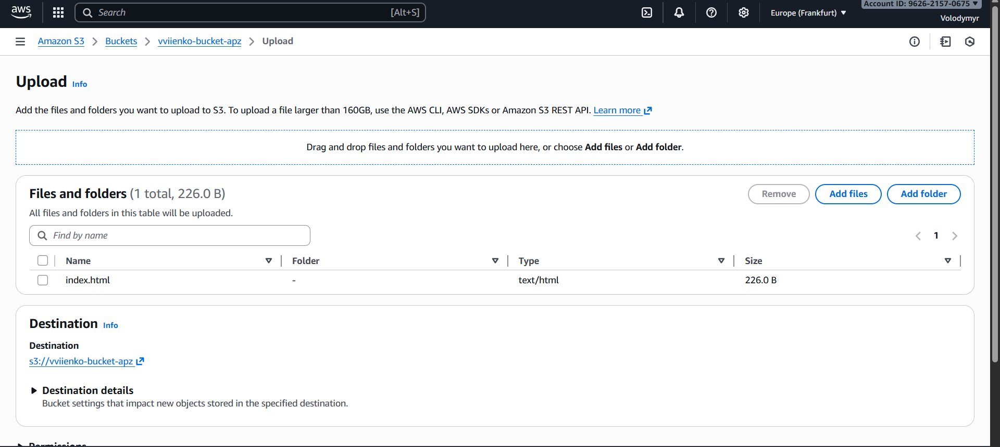 aws
Search [Alt+S]
Europe (Frankfurt)
Account ID: 9626-2157-0675
Volodymyr
Amazon S3 Buckets vviienko-bucket-apz Upload
Upload Info
Add the files and folders you want to upload to S3. To upload a file larger than 160GB, use the AWS CLI, AWS SDKs or Amazon S3 REST API. Learn more
Drag and drop files and folders you want to upload here, or choose Add files or Add folder.
Files and folders (1 total, 226.0 B)
Remove Add files Add folder
All files and folders in this table will be uploaded.
Find by name
1
Name Folder Type Size
index.html - text/html 226.0 B
Destination Info
Destination
s3://vviienko-bucket-apz
Destination details
Bucket settings that impact new objects stored in the specified destination.
Permissions